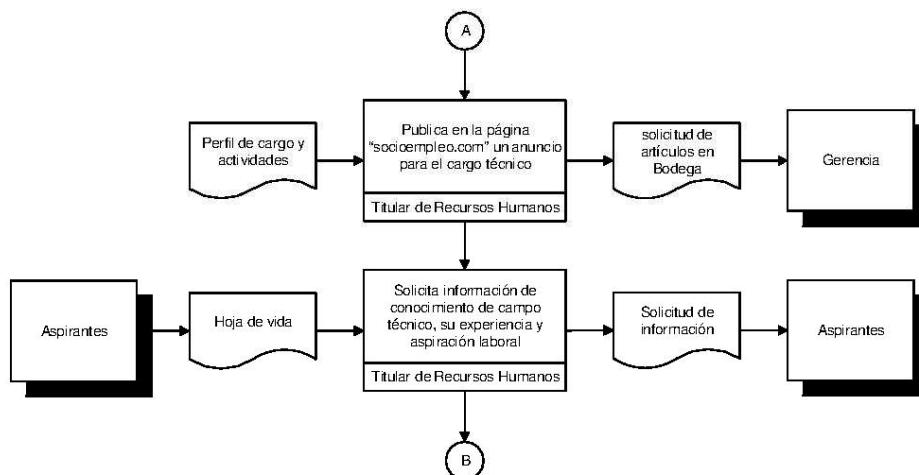 A
Perfil de cargo y
actividades
Publica en la página
“socioempleo.com” un anuncio
para el cargo técnico
Titular de Recursos Humanos
solicitud de
artículos en
Bodega
Gerencia
Aspirantes
Hoja de vida
Solicita información de
conocimiento de campo
técnico, su experiencia y
aspiración laboral
Titular de Recursos Humanos
Solicitud de
información
Aspirantes
B